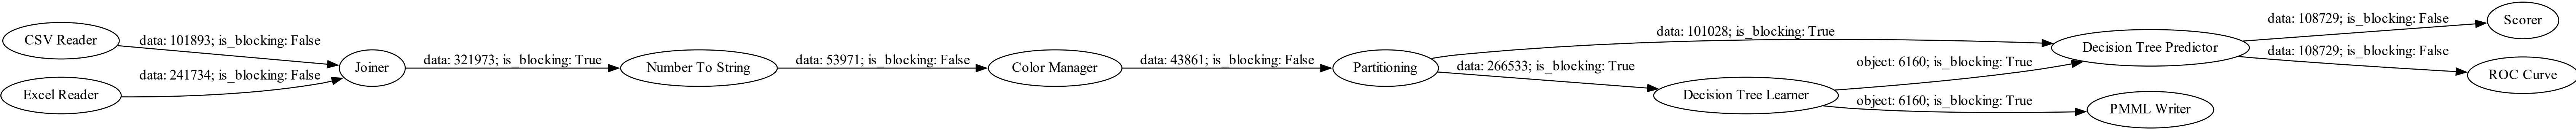 CSV Reader
data: 101893; is_blocking: False
Excel Reader
data: 241734; is_blocking: False
Joiner
data: 321973; is_blocking: True
Number To String
data: 53971; is_blocking: False
Color Manager
data: 43861; is_blocking: False
Partitioning
data: 101028; is_blocking: True
data: 266533; is_blocking: True
Decision Tree Learner
object: 6160; is_blocking: True
object: 6160; is_blocking: True
Decision Tree Predictor
PMML Writer
data: 108729; is_blocking: False
data: 108729; is_blocking: False
Scorer
ROC Curve